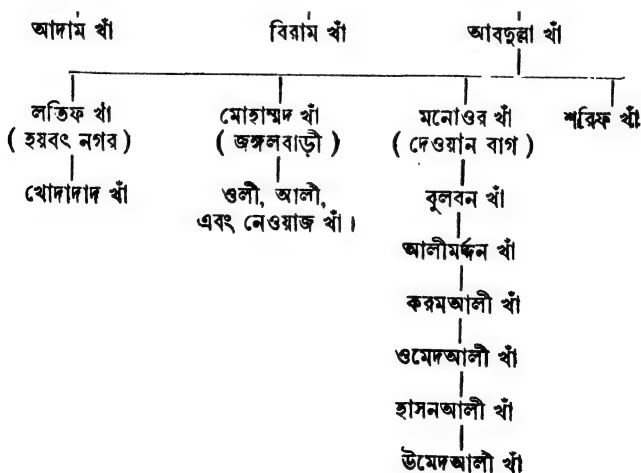 আদাম খাঁ বিরাম খাঁ আবদুল্লা খাঁ
লতিফ খাঁ মোহাম্মদ খাঁ মনোওর খাঁ শরিফ খাঁ
( হয়বৎ নগর ) ( জঙ্গলবাড়ী ) ( দেওয়ান বাগ )
খোদাদাদ খাঁ ওলী, আলী, বুলবন খাঁ
এবং নেওয়াজ খাঁ।
আলীমর্দ্দন খাঁ
করমআলী খাঁ
ওমেদআলী খাঁ
হাসনআলী খাঁ
উমেদআলী খাঁ